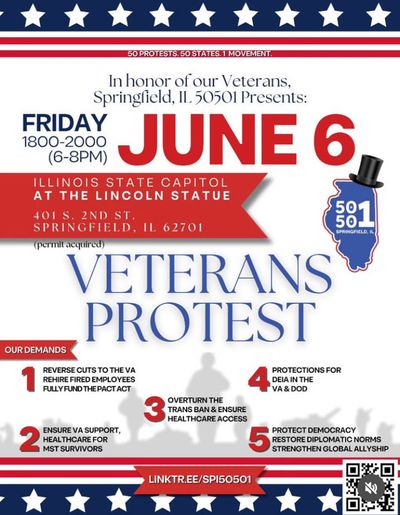 50 PROTESTS. 50 STATES. 1 MOVEMENT.
In honor of our Veterans,
Springfield, IL 50501 Presents:
FRIDAY
1800-2000
(6-8PM)
JUNE 6
ILLINOIS STATE CAPITOL
AT THE LINCOLN STATUE
401 S. 2ND ST,
SPRINGFIELD, IL 62701
(permit acquired)
50
50
1
SPRINGFIELD, IL
VETERANS
PROTEST
OUR DEMANDS
1
REVERSE CUTS TO THE VA
REHIRE FIRED EMPLOYEES
FULLY FUND THE PACT ACT
2
ENSURE VA SUPPORT,
HEALTHCARE FOR
MST SURVIVORS
3
OVERTURN THE
TRANS BAN & ENSURE
HEALTHCARE ACCESS
4
PROTECTIONS FOR
DEIA IN THE
VA & DOD
5
PROTECT DEMOCRACY
RESTORE DIPLOMATIC NORMS
STRENGTHEN GLOBAL ALLYSHIP
LINKTR.EE/SPI50501